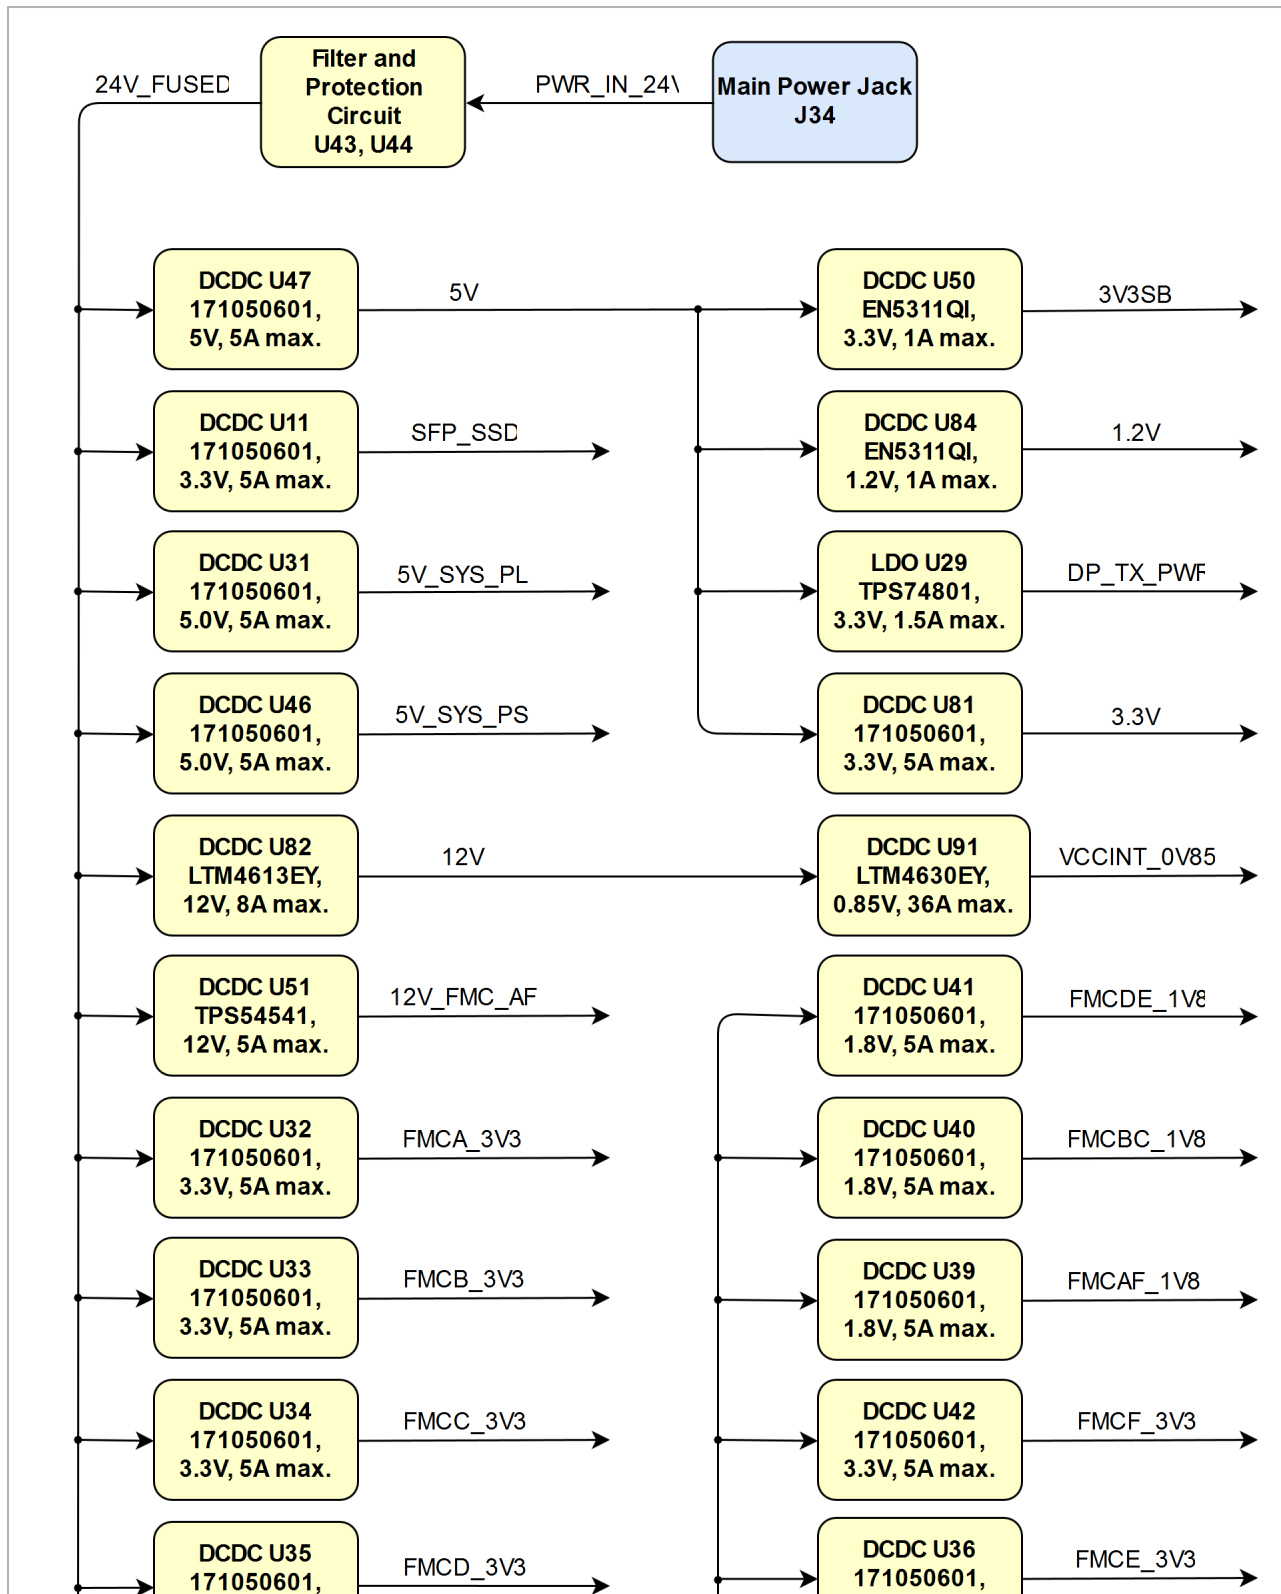 24V_FUSED
Filter and
Protection
Circuit
U43, U44
PWR_IN_24V
Main Power Jack
J34
DCDC U47
171050601,
5V, 5A max.
5V
DCDC U50
EN5311QI,
3.3V, 1A max.
3V3SB
DCDC U11
171050601,
3.3V, 5A max.
SFP_SSD
DCDC U84
EN5311QI,
1.2V, 1A max.
1.2V
DCDC U31
171050601,
5.0V, 5A max.
5V_SYS_PL
LDO U29
TPS74801,
3.3V, 1.5A max.
DP_TX_PWR
DCDC U46
171050601,
5.0V, 5A max.
5V_SYS_PS
DCDC U81
171050601,
3.3V, 5A max.
3.3V
DCDC U82
LTM4613EY,
12V, 8A max.
12V
DCDC U91
LTM4630EY,
0.85V, 36A max.
VCCINT_0V85
DCDC U51
TPS54541,
12V, 5A max.
12V_FMC_AF
DCDC U41
171050601,
1.8V, 5A max.
FMCDE_1V8
DCDC U32
171050601,
3.3V, 5A max.
FMCA_3V3
DCDC U40
171050601,
1.8V, 5A max.
FMCBC_1V8
DCDC U33
171050601,
3.3V, 5A max.
FMCB_3V3
DCDC U39
171050601,
1.8V, 5A max.
FMCAF_1V8
DCDC U34
171050601,
3.3V, 5A max.
FMCC_3V3
DCDC U42
171050601,
3.3V, 5A max.
FMCF_3V3
DCDC U35
171050601,
FMCD_3V3
DCDC U36
171050601,
FMCE_3V3